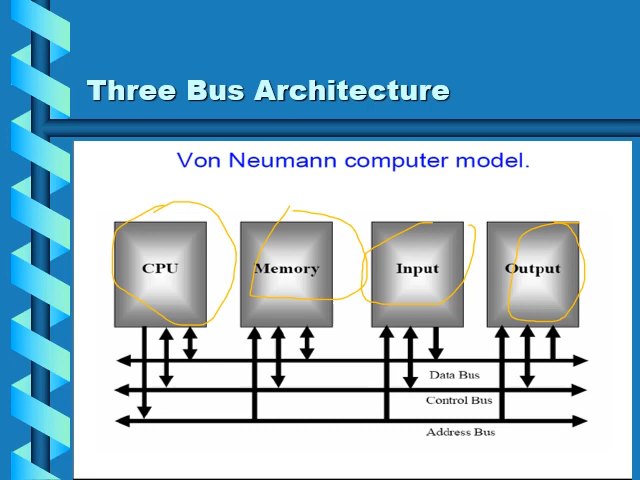 Three Bus Architecture
Von Neumann computer model.
CPU Memory Input Output
Data Bus
Control Bus
Address Bus